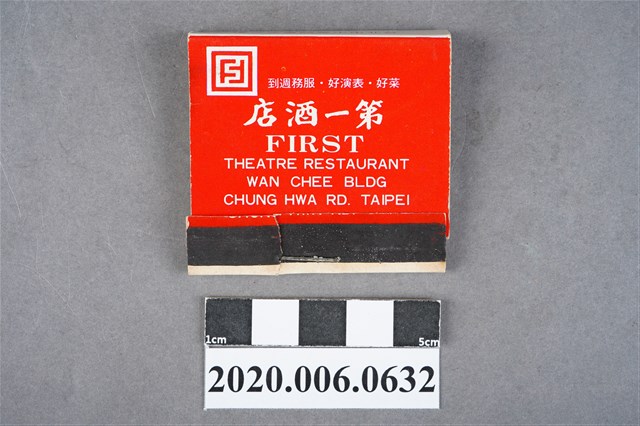 菜好・表演好・服務週到
第一酒店
FIRST
THEATRE RESTAURANT
WAN CHEE BLDG
CHUNG HWA RD. TAIPEI
1cm
5cm
2020.006.0632